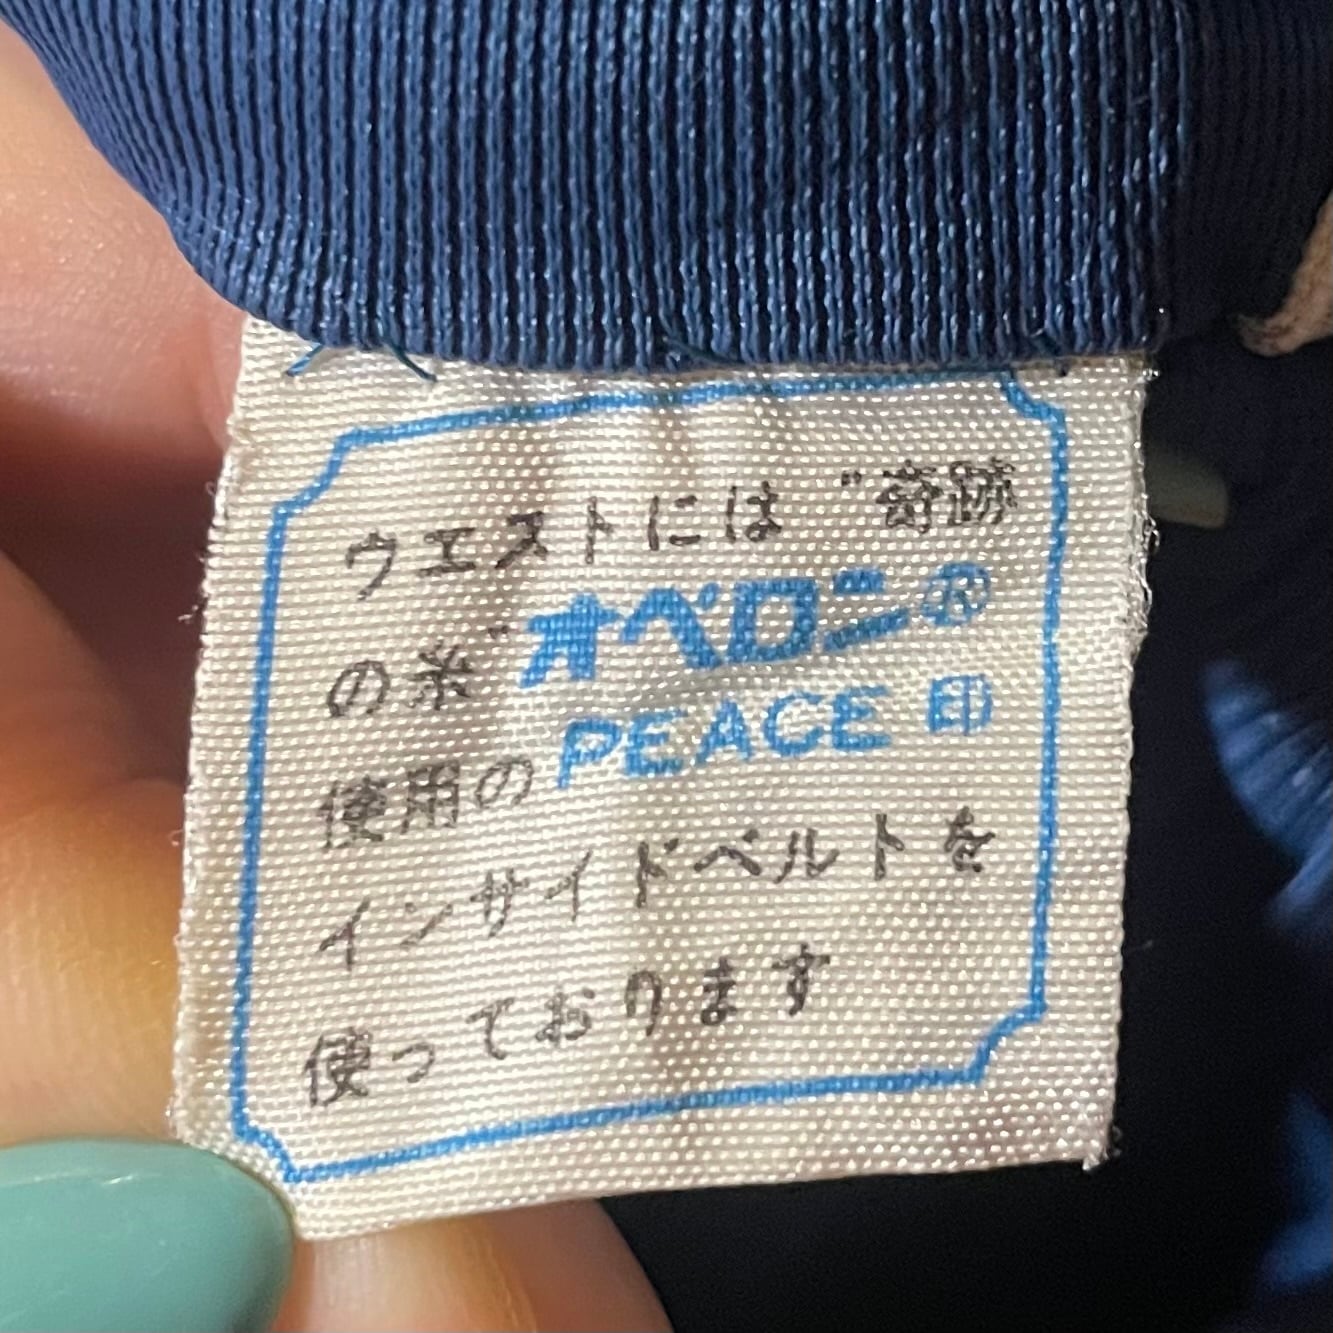 ウエストには"奇跡
の糸"オペロン®
使用のPEACE印
インサイドベルトを
使っております